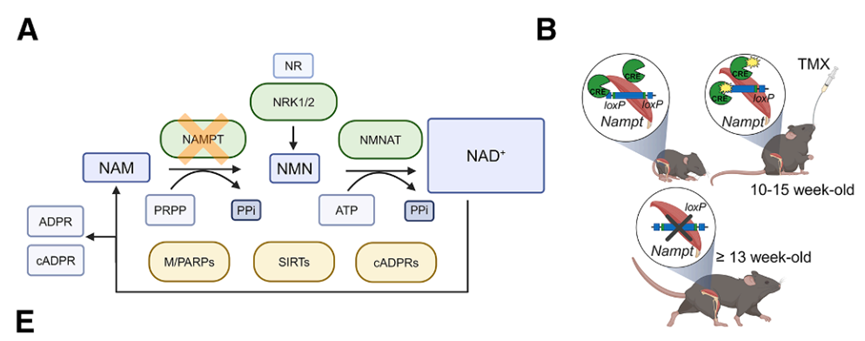 A
NR
NRK1/2
NAMPT
NMNAT
NAM
NMN
NAD+
PRPP
PPi
ATP
PPi
ADPR
cADPR
M/PARPs
SIRTs
cADPRs
E
B
CRE
CRE
loxP
loxP
Nampt
CRE
CRE
loxP
Nampt
TMX
10-15 week-old
loxP
Nampt
≥ 13 week-old